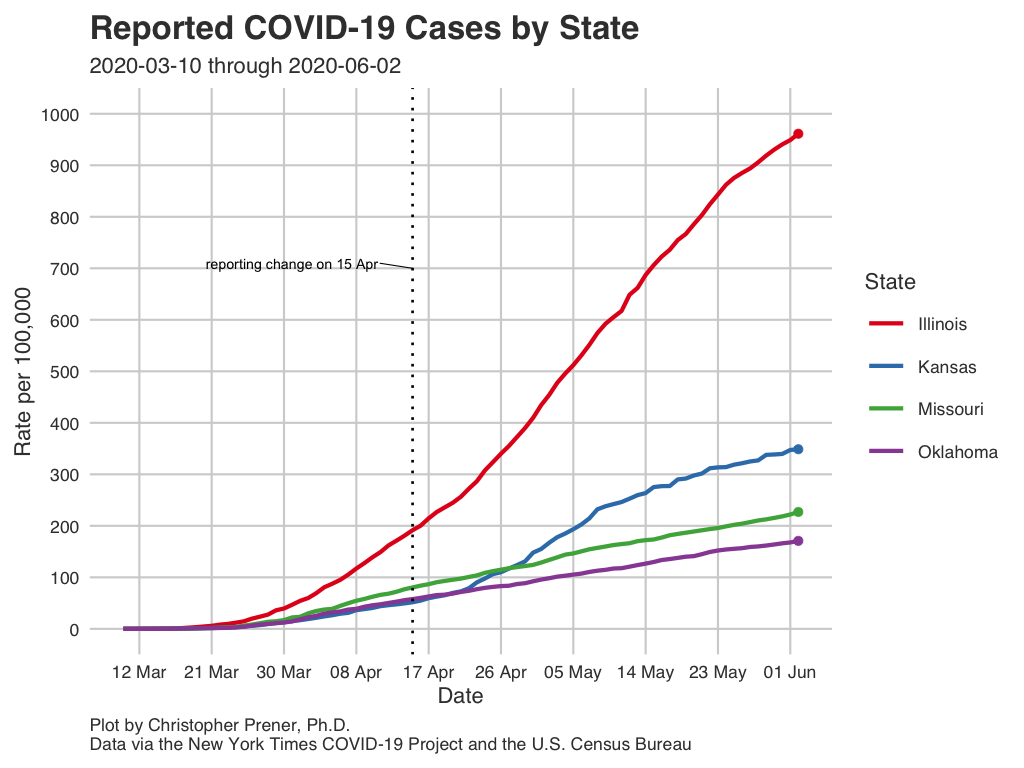 Reported COVID-19 Cases by State
2020-03-10 through 2020-06-02
Rate per 100,000
1000
900
800
700
600
500
400
300
200
100
0
reporting change on 15 Apr
12 Mar 21 Mar 30 Mar 08 Apr 17 Apr 26 Apr 05 May 14 May 23 May 01 Jun
Date
State
Illinois
Kansas
Missouri
Oklahoma
Plot by Christopher Prener, Ph.D.
Data via the New York Times COVID-19 Project and the U.S. Census Bureau